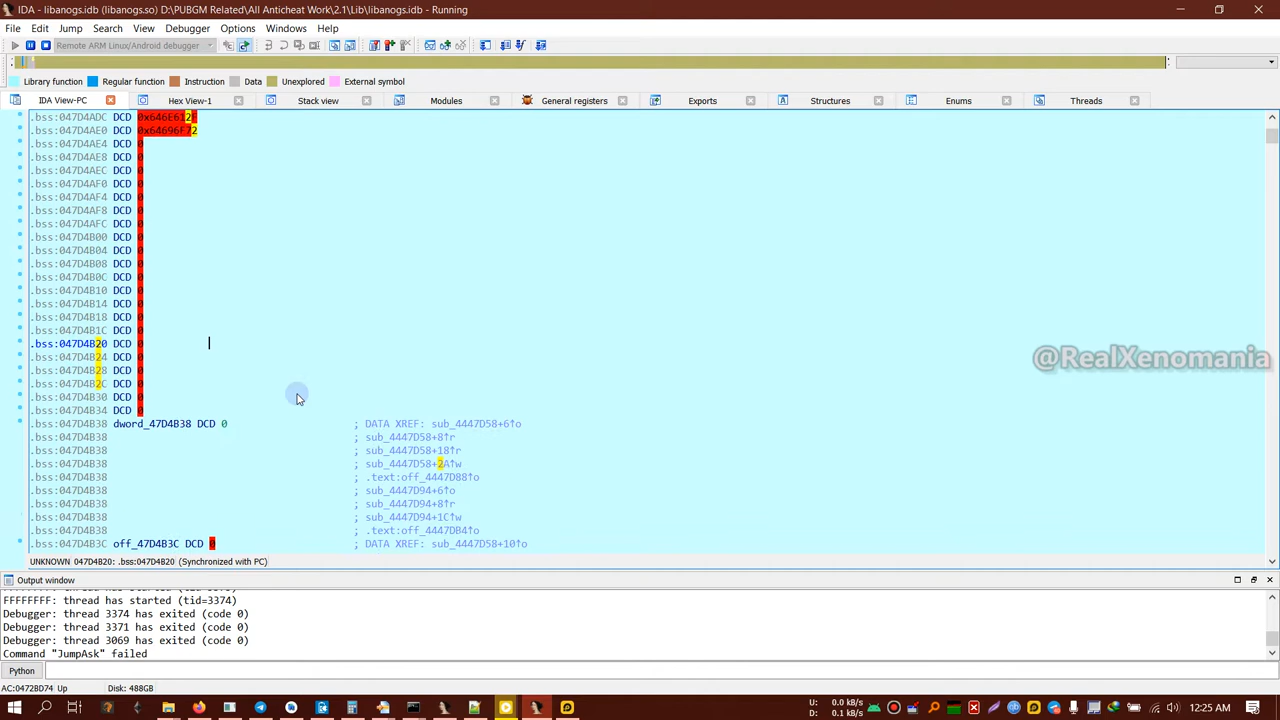 IDA - libanogs.idb (libanogs.so) D:\PUBGM Related\All Anticheat Work\2.1\Lib\libanogs.idb - Running
File Edit Jump Search View Debugger Options Windows Help
Remote ARM Linux/Android debugger
Library function Regular function Instruction Data Unexplored External symbol
IDA View-PC Hex View-1 Stack view Modules General registers Exports Structures Enums Threads
.bss:047D4ADC DCD 0x646E612F
.bss:047D4AE0 DCD 0x64696F72
.bss:047D4AE4 DCD 0
.bss:047D4AE8 DCD 0
.bss:047D4AEC DCD 0
.bss:047D4AF0 DCD 0
.bss:047D4AF4 DCD 0
.bss:047D4AF8 DCD 0
.bss:047D4AFC DCD 0
.bss:047D4B00 DCD 0
.bss:047D4B04 DCD 0
.bss:047D4B08 DCD 0
.bss:047D4B0C DCD 0
.bss:047D4B10 DCD 0
.bss:047D4B14 DCD 0
.bss:047D4B18 DCD 0
.bss:047D4B1C DCD 0
.bss:047D4B20 DCD 0
.bss:047D4B24 DCD 0
.bss:047D4B28 DCD 0
.bss:047D4B2C DCD 0
.bss:047D4B30 DCD 0
.bss:047D4B34 DCD 0
.bss:047D4B38 dword_47D4B38 DCD 0 ; DATA XREF: sub_4447D58+6↑o
.bss:047D4B38 ; sub_4447D58+8↑r
.bss:047D4B38 ; sub_4447D58+18↑r
.bss:047D4B38 ; sub_4447D58+2A↑w
.bss:047D4B38 ; .text:off_4447D88↑o
.bss:047D4B38 ; sub_4447D94+6↑o
.bss:047D4B38 ; sub_4447D94+8↑r
.bss:047D4B38 ; sub_4447D94+1C↑w
.bss:047D4B38 ; .text:off_4447DB4↑o
.bss:047D4B3C off_47D4B3C DCD 0 ; DATA XREF: sub_4447D58+10↑o
@RealXenomania
UNKNOWN 047D4B20: .bss:047D4B20 (Synchronized with PC)
Output window
FFFFFFFF: thread has started (tid=3374)
Debugger: thread 3374 has exited (code 0)
Debugger: thread 3371 has exited (code 0)
Debugger: thread 3069 has exited (code 0)
Command "JumpAsk" failed
Python
AC:0472BD74 Up Disk: 488GB
U: 0.0 kB/s
D: 0.1 kB/s
12:25 AM